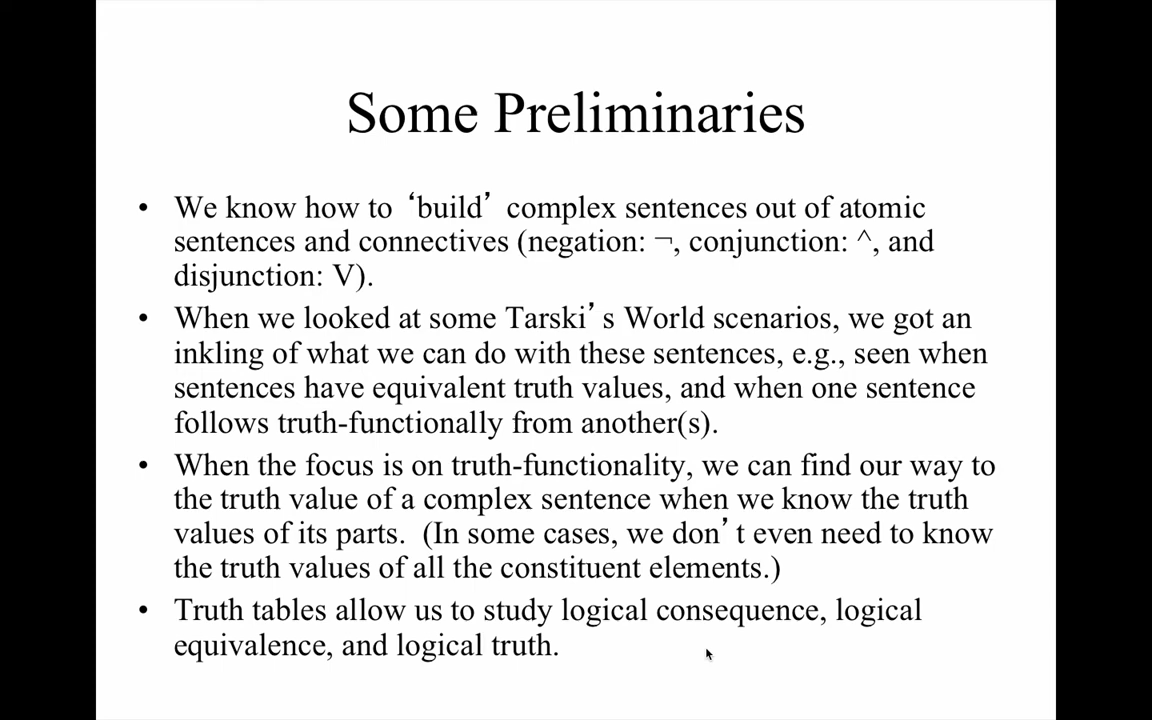 Some Preliminaries
• We know how to ‘build’ complex sentences out of atomic
sentences and connectives (negation: ¬, conjunction: ^, and
disjunction: V).
• When we looked at some Tarski’s World scenarios, we got an
inkling of what we can do with these sentences, e.g., seen when
sentences have equivalent truth values, and when one sentence
follows truth-functionally from another(s).
• When the focus is on truth-functionality, we can find our way to
the truth value of a complex sentence when we know the truth
values of its parts.  (In some cases, we don’t even need to know
the truth values of all the constituent elements.)
• Truth tables allow us to study logical consequence, logical
equivalence, and logical truth.